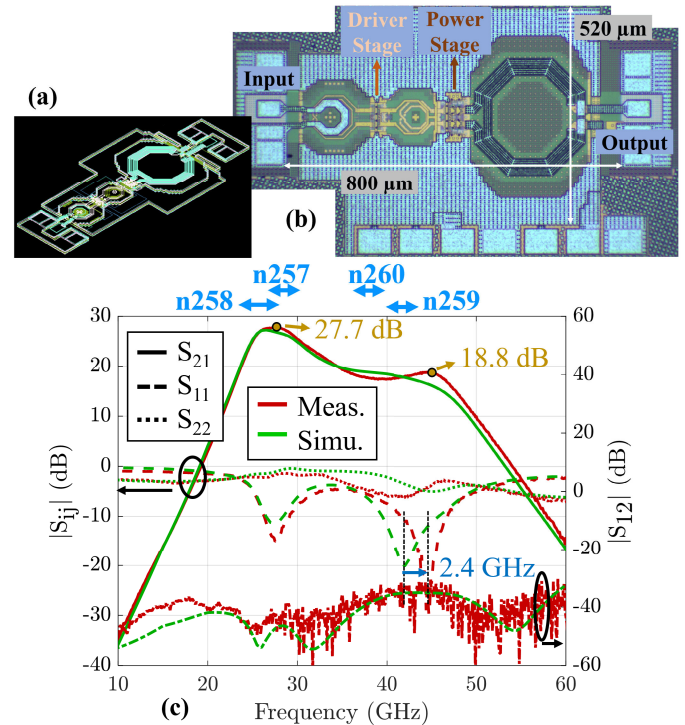 (a)
Input
Driver
Stage
Power
Stage
520 µm
Output
800 µm
(b)
n258
n257
n260
n259
27.7 dB
18.8 dB
S21
S11
S22
Meas.
Simu.
2.4 GHz
30
20
10
0
-10
-20
-30
-40
|Sij| (dB)
60
40
20
0
-20
-40
-60
|S12| (dB)
10
20
30
40
50
60
Frequency (GHz)
(c)